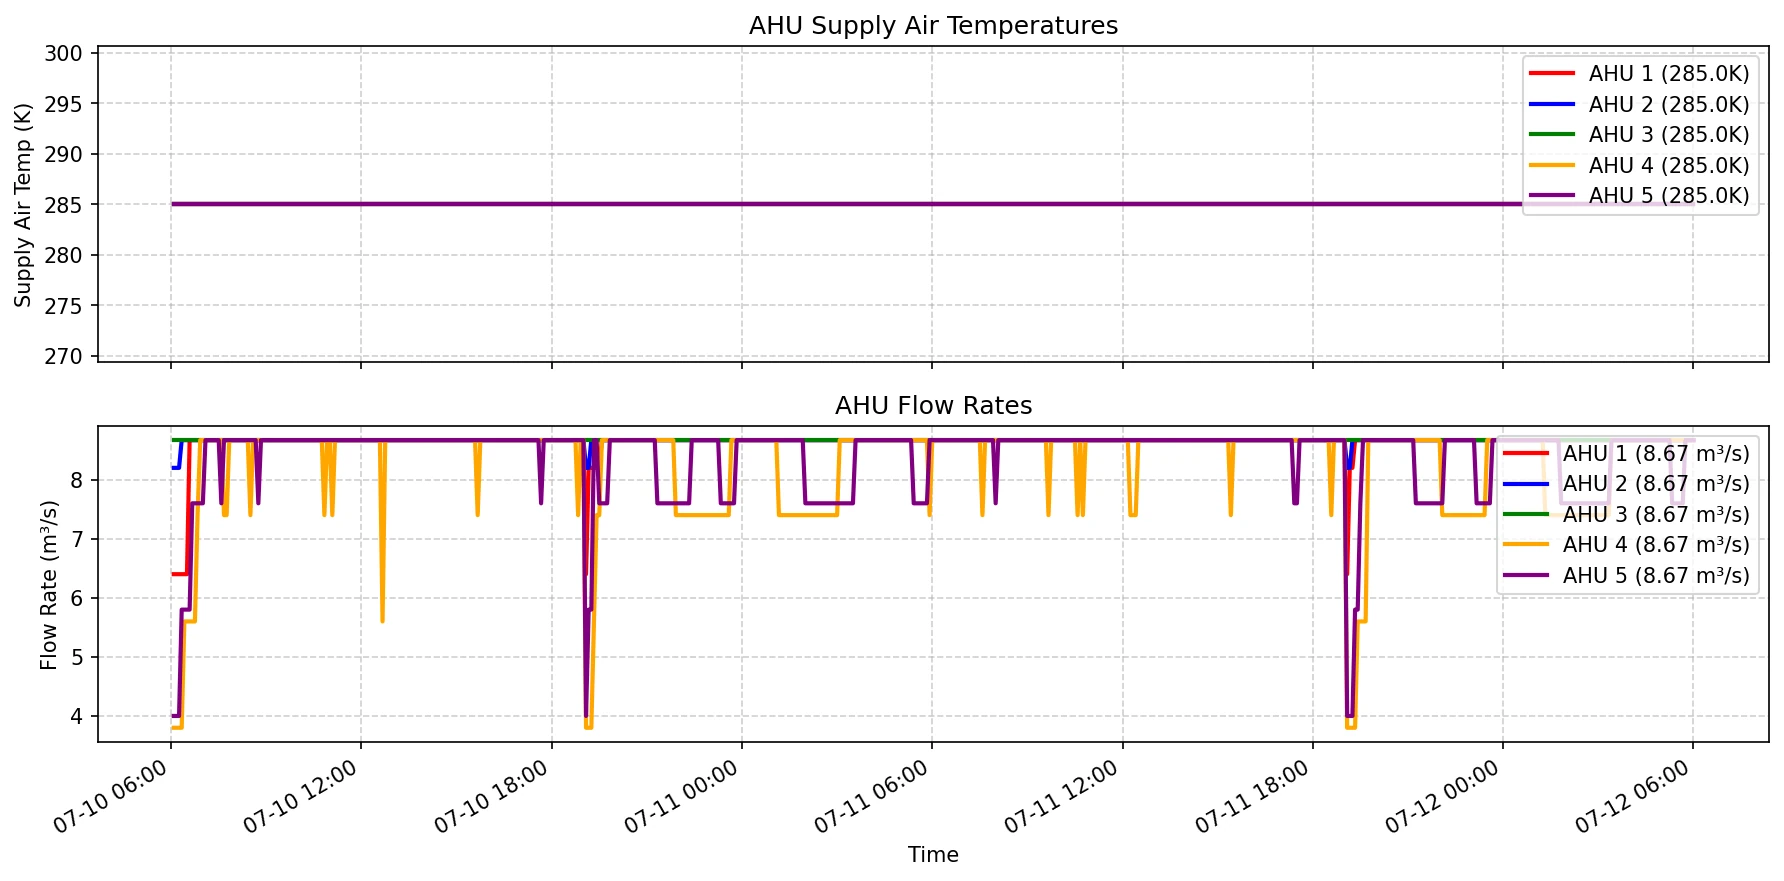 AHU Supply Air Temperatures
Supply Air Temp (K)
300
295
290
285
280
275
270
AHU 1 (285.0K)
AHU 2 (285.0K)
AHU 3 (285.0K)
AHU 4 (285.0K)
AHU 5 (285.0K)
AHU Flow Rates
Flow Rate (m³/s)
8
7
6
5
4
AHU 1 (8.67 m³/s)
AHU 2 (8.67 m³/s)
AHU 3 (8.67 m³/s)
AHU 4 (8.67 m³/s)
AHU 5 (8.67 m³/s)
07-10 06:00
07-10 12:00
07-10 18:00
07-11 00:00
07-11 06:00
07-11 12:00
07-11 18:00
07-12 00:00
07-12 06:00
Time